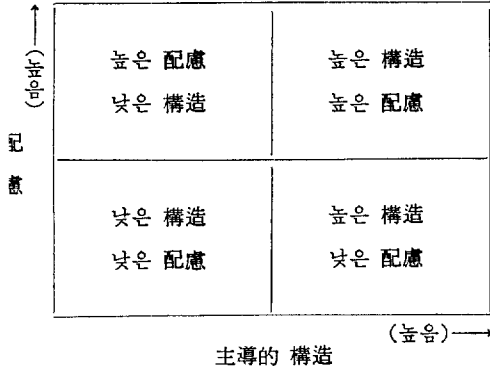 (높음)
配慮
높은 配慮
낮은 構造
높은 構造
높은 配慮
낮은 構造
낮은 配慮
높은 構造
낮은 配慮
(높음)
主導的 構造